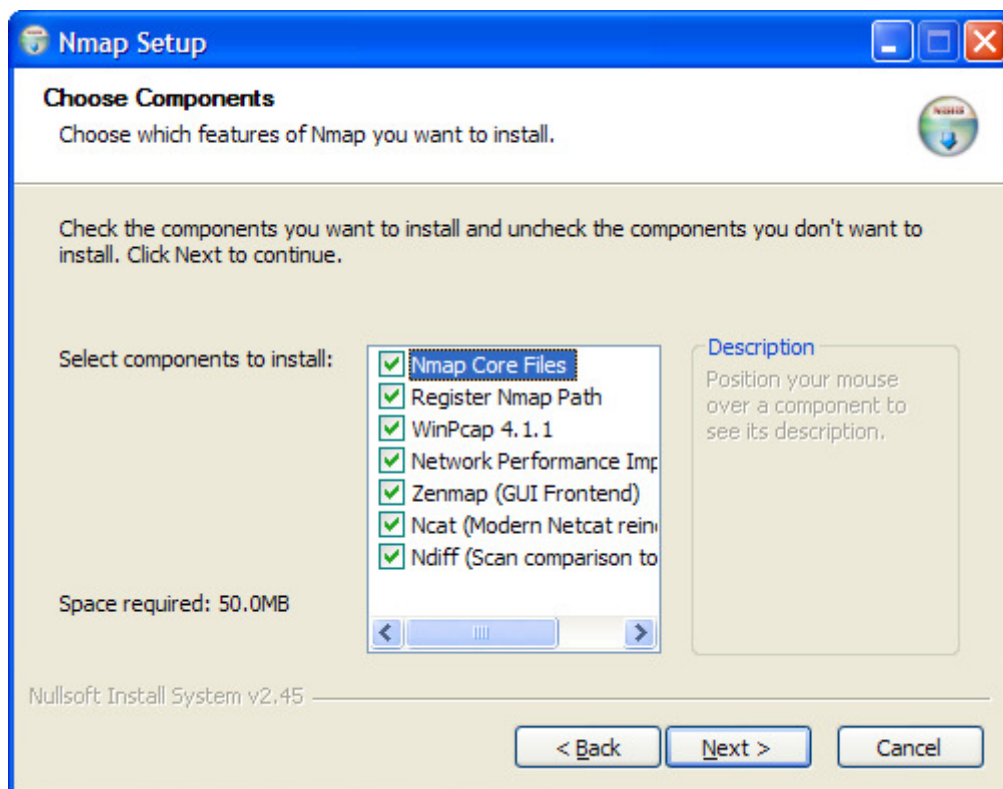 Nmap Setup
Choose Components
Choose which features of Nmap you want to install.
Check the components you want to install and uncheck the components you don't want to
install. Click Next to continue.
Select components to install:
Nmap Core Files
Register Nmap Path
WinPcap 4.1.1
Network Performance Imp
Zenmap (GUI Frontend)
Ncat (Modern Netcat rein
Ndiff (Scan comparison to
Description
Position your mouse
over a component to
see its description.
Space required: 50.0MB
Nullsoft Install System v2.45
< Back
Next >
Cancel